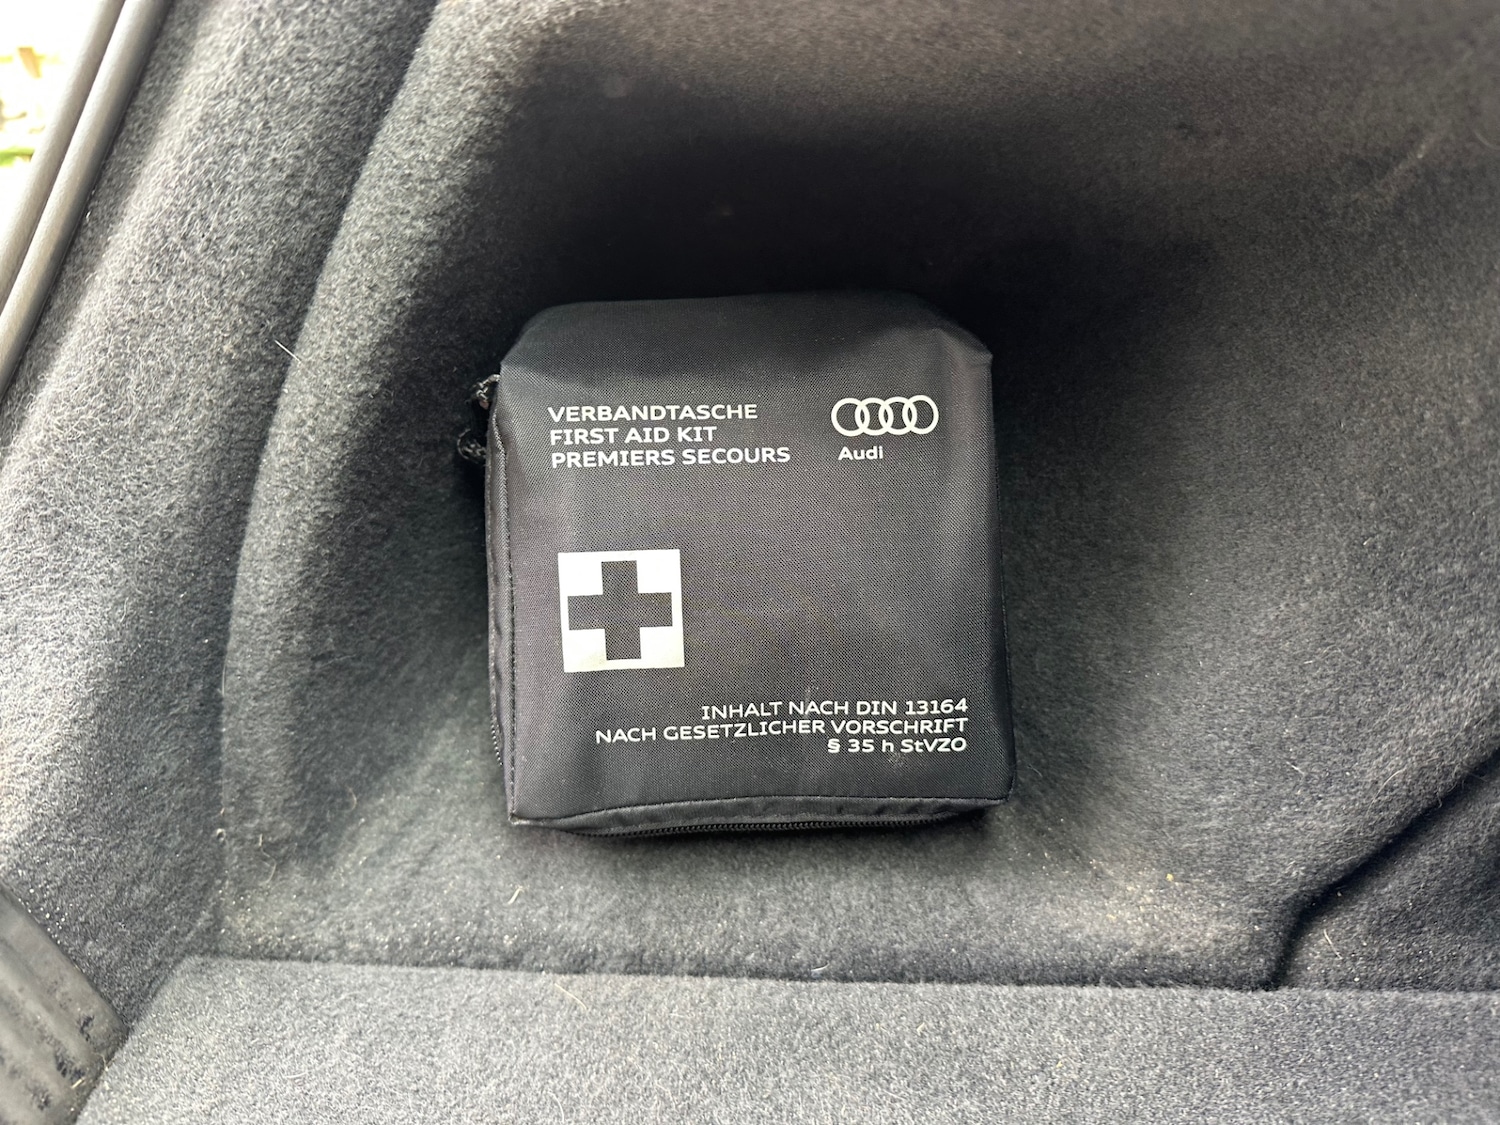 VERBANDTASCHE
FIRST AID KIT
PREMIERS SECOURS
Audi
INHALT NACH DIN 13164
NACH GESETZLICHER VORSCHRIFT
§ 35 h StVZO